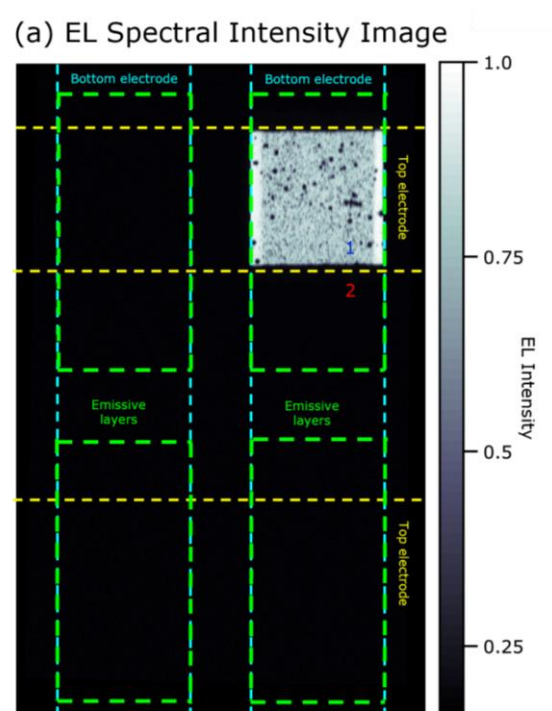 (a) EL Spectral Intensity Image
Bottom electrode
Bottom electrode
1.0
Top electrode
1
0.75
2
EL Intensity
Emissive
layers
Emissive
layers
0.5
Top electrode
0.25